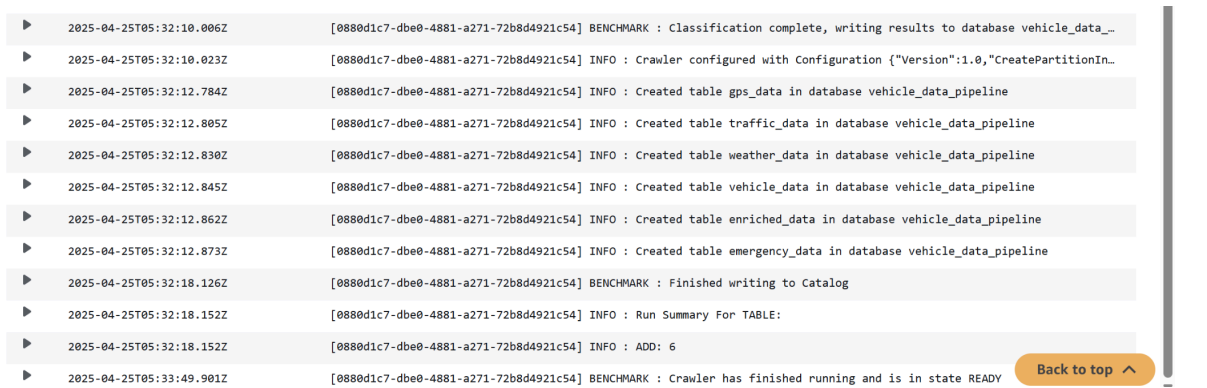 2025-04-25T05:32:10.006Z [0880d1c7-dbe0-4881-a271-72b8d4921c54] BENCHMARK : Classification complete, writing results to database vehicle_data_…
2025-04-25T05:32:10.023Z [0880d1c7-dbe0-4881-a271-72b8d4921c54] INFO : Crawler configured with Configuration {"Version":1.0,"CreatePartitionIn…
2025-04-25T05:32:12.784Z [0880d1c7-dbe0-4881-a271-72b8d4921c54] INFO : Created table gps_data in database vehicle_data_pipeline
2025-04-25T05:32:12.805Z [0880d1c7-dbe0-4881-a271-72b8d4921c54] INFO : Created table traffic_data in database vehicle_data_pipeline
2025-04-25T05:32:12.830Z [0880d1c7-dbe0-4881-a271-72b8d4921c54] INFO : Created table weather_data in database vehicle_data_pipeline
2025-04-25T05:32:12.845Z [0880d1c7-dbe0-4881-a271-72b8d4921c54] INFO : Created table vehicle_data in database vehicle_data_pipeline
2025-04-25T05:32:12.862Z [0880d1c7-dbe0-4881-a271-72b8d4921c54] INFO : Created table enriched_data in database vehicle_data_pipeline
2025-04-25T05:32:12.873Z [0880d1c7-dbe0-4881-a271-72b8d4921c54] INFO : Created table emergency_data in database vehicle_data_pipeline
2025-04-25T05:32:18.126Z [0880d1c7-dbe0-4881-a271-72b8d4921c54] BENCHMARK : Finished writing to Catalog
2025-04-25T05:32:18.152Z [0880d1c7-dbe0-4881-a271-72b8d4921c54] INFO : Run Summary For TABLE:
2025-04-25T05:32:18.152Z [0880d1c7-dbe0-4881-a271-72b8d4921c54] INFO : ADD: 6
2025-04-25T05:33:49.901Z [0880d1c7-dbe0-4881-a271-72b8d4921c54] BENCHMARK : Crawler has finished running and is in state READY
Back to top